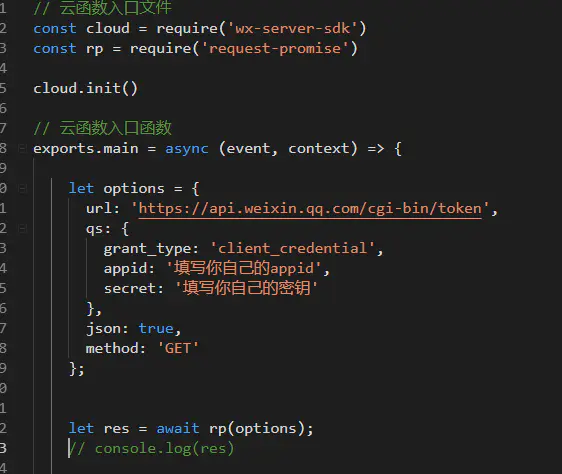 1 // 云函数入口文件
2 const cloud = require('wx-server-sdk')
3 const rp = require('request-promise')
4
5 cloud.init()
6
7 // 云函数入口函数
8 exports.main = async (event, context) => {
9
0 let options = {
1 url: 'https://api.weixin.qq.com/cgi-bin/token',
2 qs: {
3 grant_type: 'client_credential',
4 appid: '填写你自己的appid',
5 secret: '填写你自己的密钥'
6 },
7 json: true,
8 method: 'GET'
9 };
0
1
2 let res = await rp(options);
3 // console.log(res)